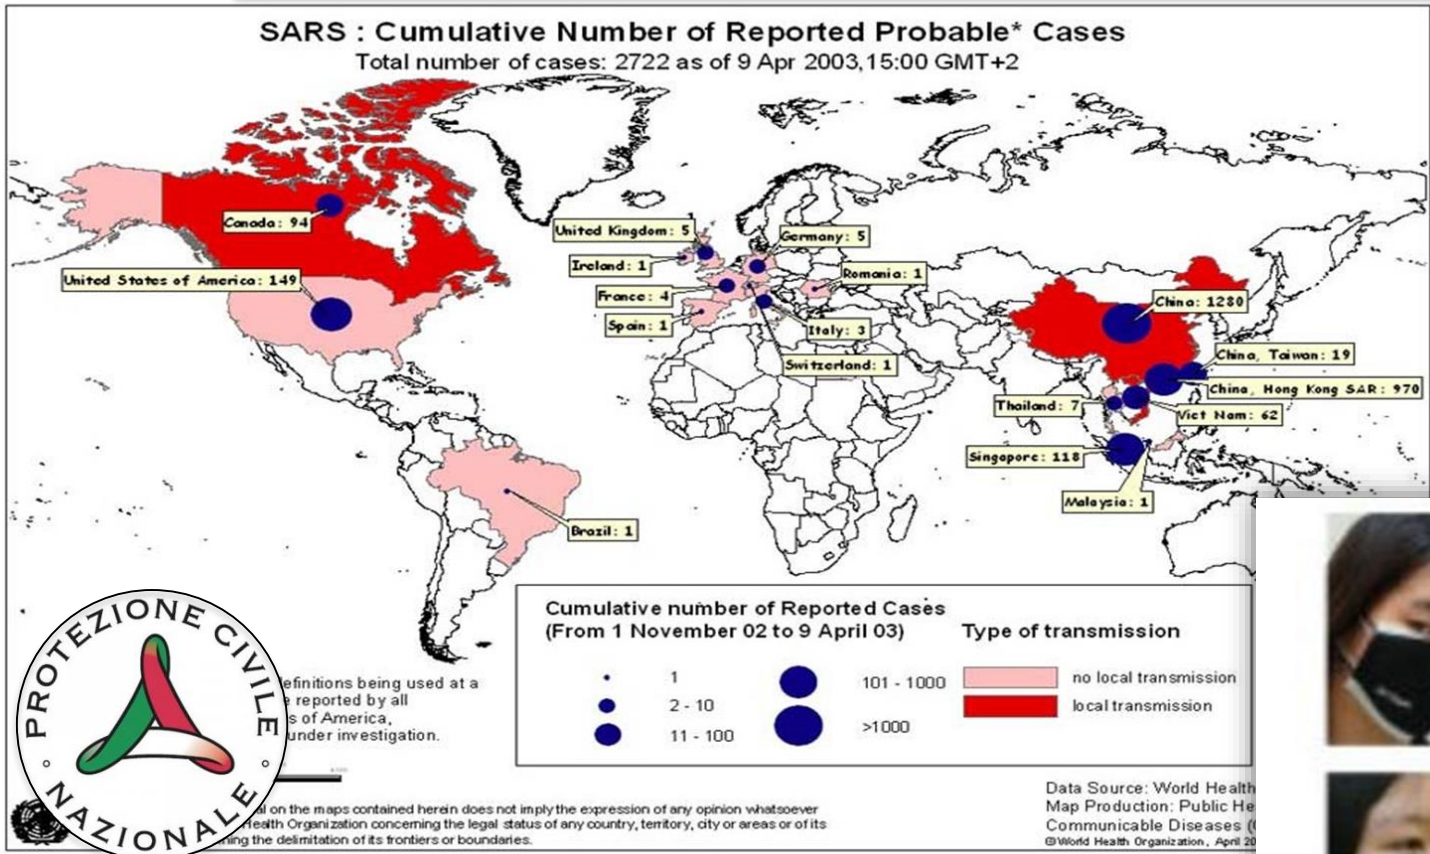 SARS : Cumulative Number of Reported Probable* Cases
Total number of cases: 2722 as of 9 Apr 2003,15:00 GMT+2
Canada: 94
United States of America: 149
United Kingdom: 5
Germany: 5
Ireland: 1
Romania: 1
France: 4
Spain: 1
Italy: 3
Switzerland: 1
China: 1280
China, Taiwan: 19
China, Hong Kong SAR: 970
Thailand: 7
Viet Nam: 62
Singapore: 118
Malaysia: 1
Brazil: 1
Cumulative number of Reported Cases
(From 1 November 02 to 9 April 03)
Type of transmission
1
2 - 10
11 - 100
101 - 1000
>1000
no local transmission
local transmission
PROTEZIONE CIVILE
NAZIONALE
definitions being used at a
reported by all
of America,
under investigation.
on the maps contained herein does not imply the expression of any opinion whatsoever
Health Organization concerning the legal status of any country, territory, city or areas or of its
the delimitation of its frontiers or boundaries.
Data Source: World Health
Map Production: Public He
Communicable Diseases (
©World Health Organization, April 20